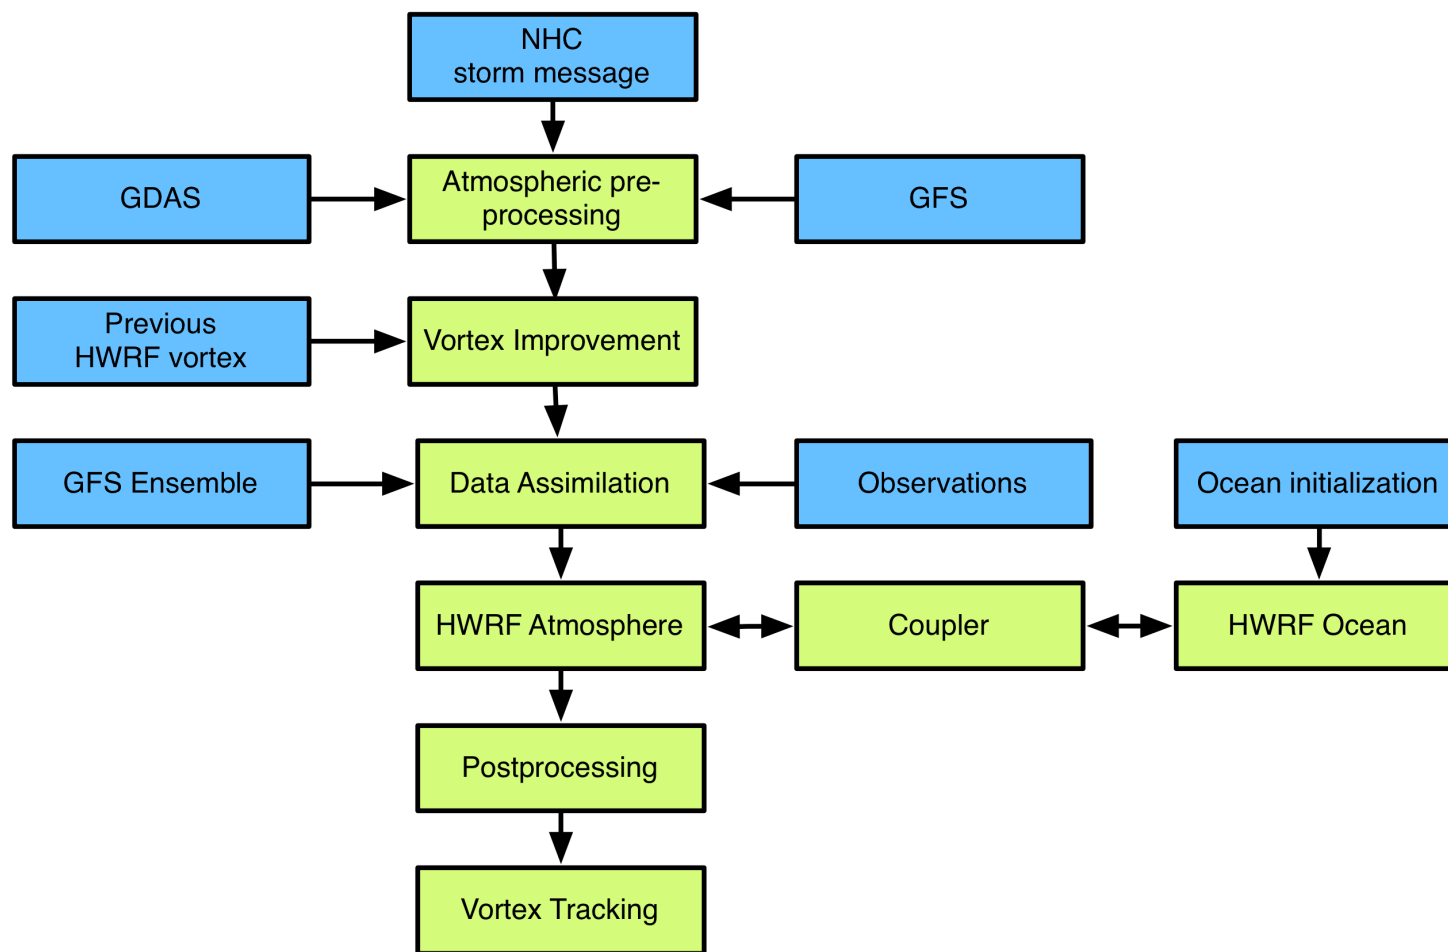 NHC
storm message
GDAS
Atmospheric pre-
processing
GFS
Previous
HWRF vortex
Vortex Improvement
GFS Ensemble
Data Assimilation
Observations
Ocean initialization
HWRF Atmosphere
Coupler
HWRF Ocean
Postprocessing
Vortex Tracking